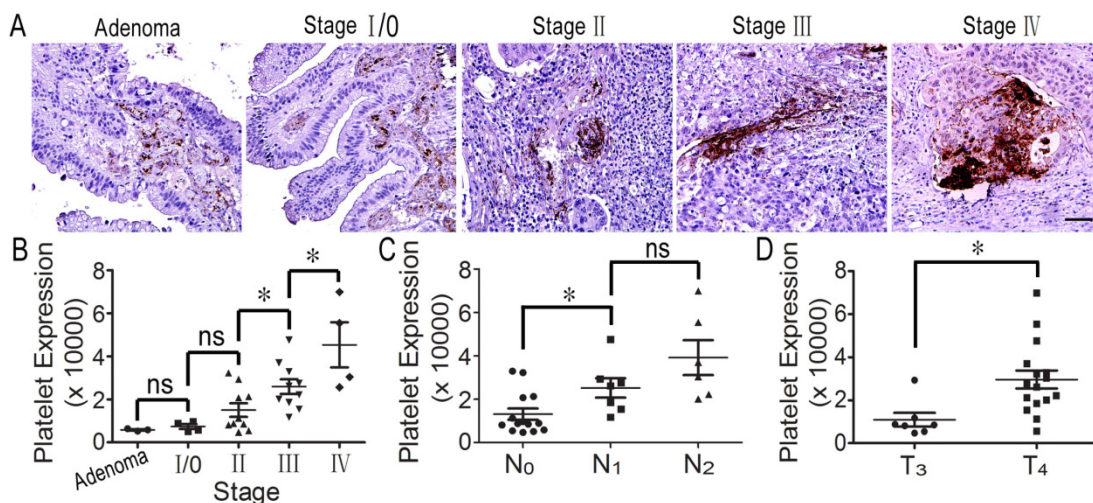 A
Adenoma
Stage Ⅰ/0
Stage Ⅱ
Stage Ⅲ
Stage Ⅳ
B
Platelet Expression
(x 10000)
8
6
4
2
0
ns
ns
*
*
Adenoma
Ⅰ/0
Ⅱ
Ⅲ
Ⅳ
Stage
C
Platelet Expression
(x 10000)
8
6
4
2
0
*
ns
N₀
N₁
N₂
D
Platelet Expression
(x 10000)
8
6
4
2
0
*
T₃
T₄